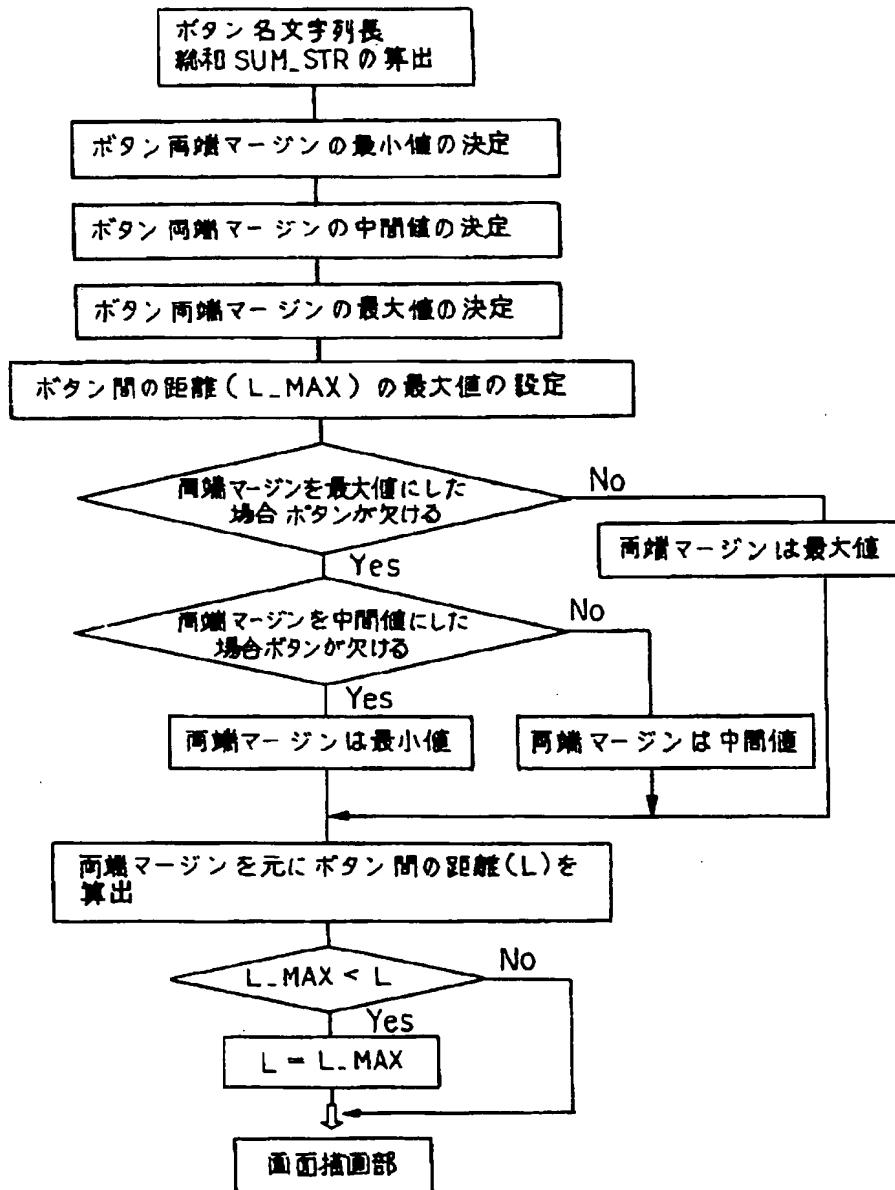 ボタン名文字列長
総和SUM_STRの算出
ボタン両端マージンの最小値の決定
ボタン両端マージンの中間値の決定
ボタン両端マージンの最大値の決定
ボタン間の距離(L_MAX)の最大値の設定
両端マージンを最大値にした
場合ボタンが欠ける
No
両端マージンは最大値
Yes
両端マージンを中間値にした
場合ボタンが欠ける
No
Yes
両端マージンは最小値
両端マージンは中間値
両端マージンを元にボタン間の距離(L)を
算出
L_MAX < L
No
Yes
L = L_MAX
画面描画部